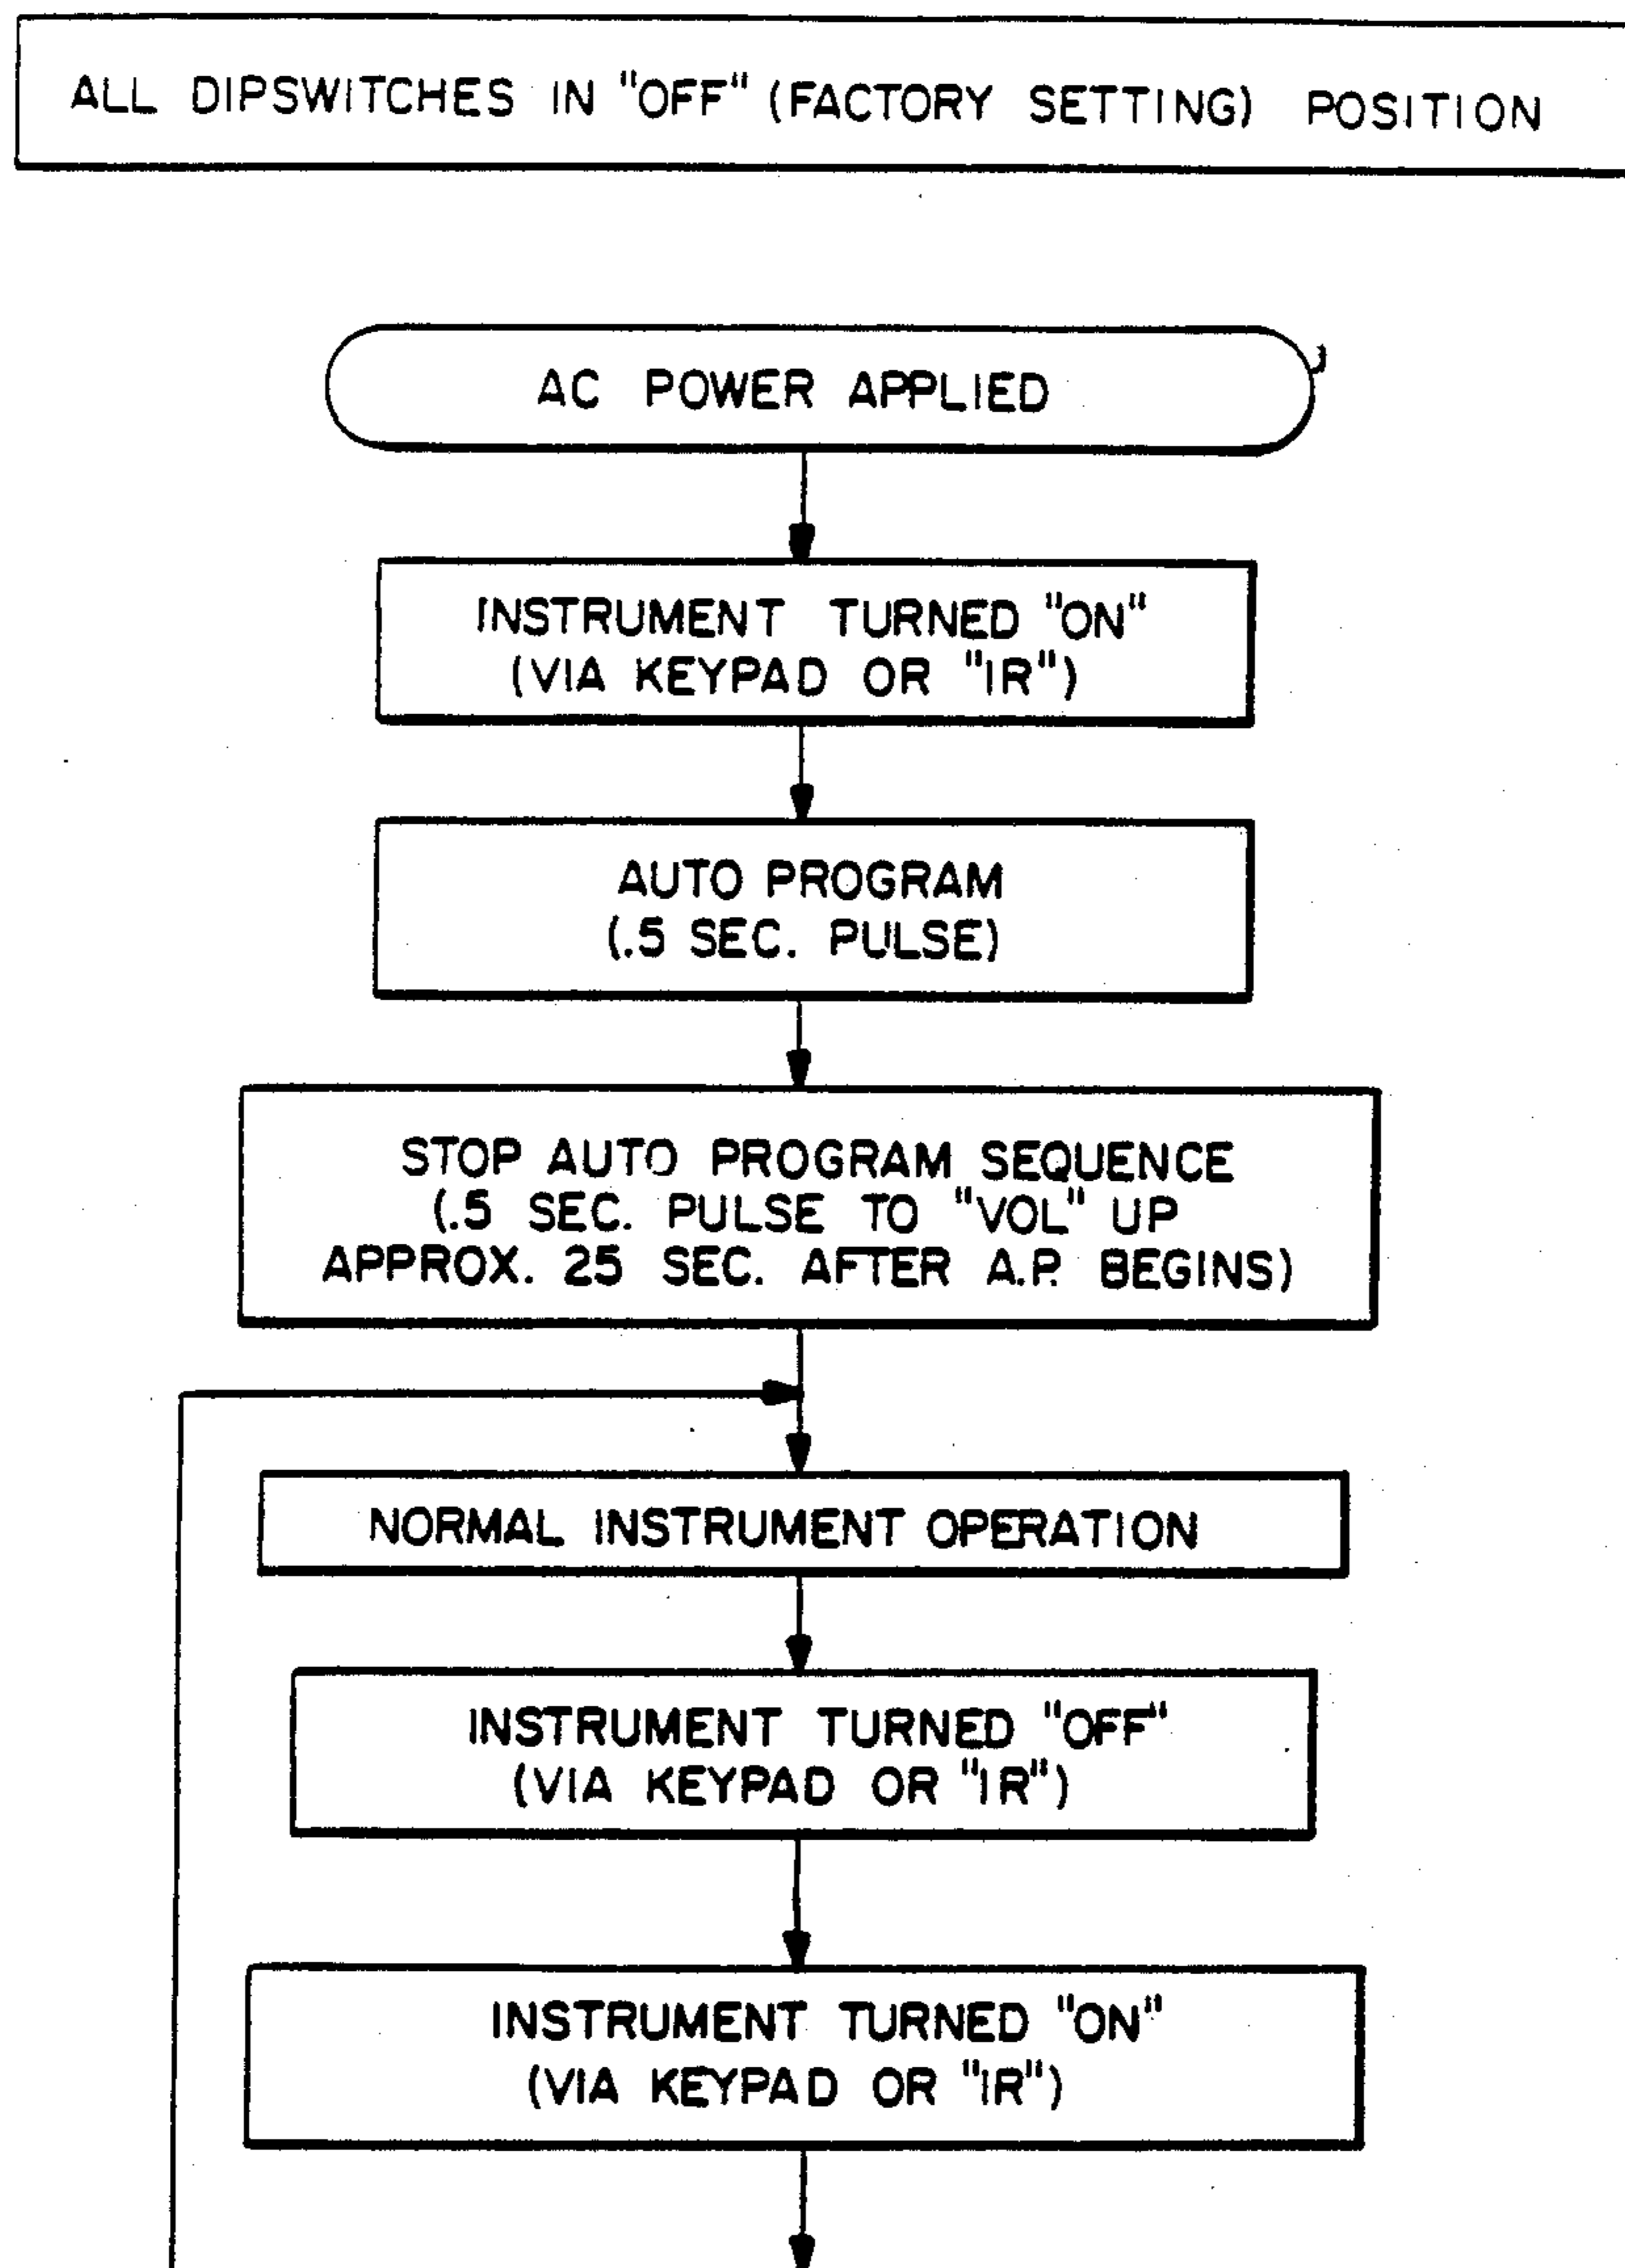 ALL DIPSWITCHES IN "OFF" (FACTORY SETTING) POSITION
AC POWER APPLIED
INSTRUMENT TURNED "ON"
(VIA KEYPAD OR "IR")
AUTO PROGRAM
(.5 SEC. PULSE)
STOP AUTO PROGRAM SEQUENCE
(.5 SEC. PULSE TO "VOL" UP
APPROX. 25 SEC. AFTER A.P. BEGINS)
NORMAL INSTRUMENT OPERATION
INSTRUMENT TURNED "OFF"
(VIA KEYPAD OR "IR")
INSTRUMENT TURNED "ON"
(VIA KEYPAD OR "IR")